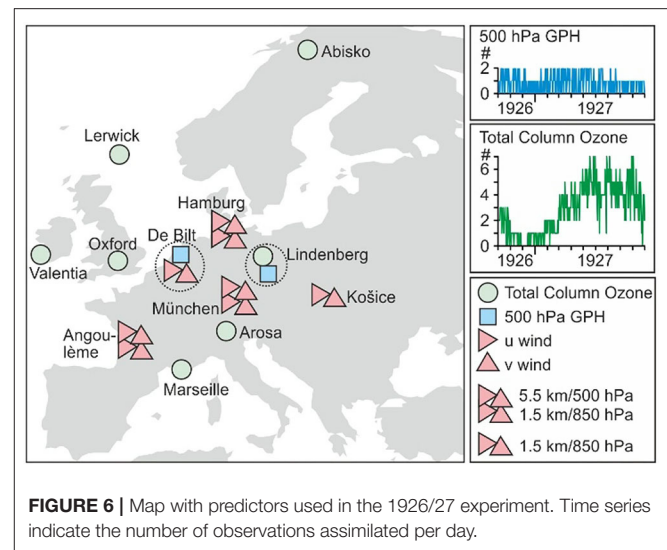 Abisko
Lerwick
Hamburg
De Bilt
Oxford
Lindenberg
Valentia
München
Košice
Angou-
lème
Arosa
Marseille
500 hPa GPH
#
2
0
1926 1927
Total Column Ozone
#
6
4
2
0
1926 1927
Total Column Ozone
500 hPa GPH
u wind
v wind
5.5 km/500 hPa
1.5 km/850 hPa
1.5 km/850 hPa
FIGURE 6 | Map with predictors used in the 1926/27 experiment. Time series
indicate the number of observations assimilated per day.